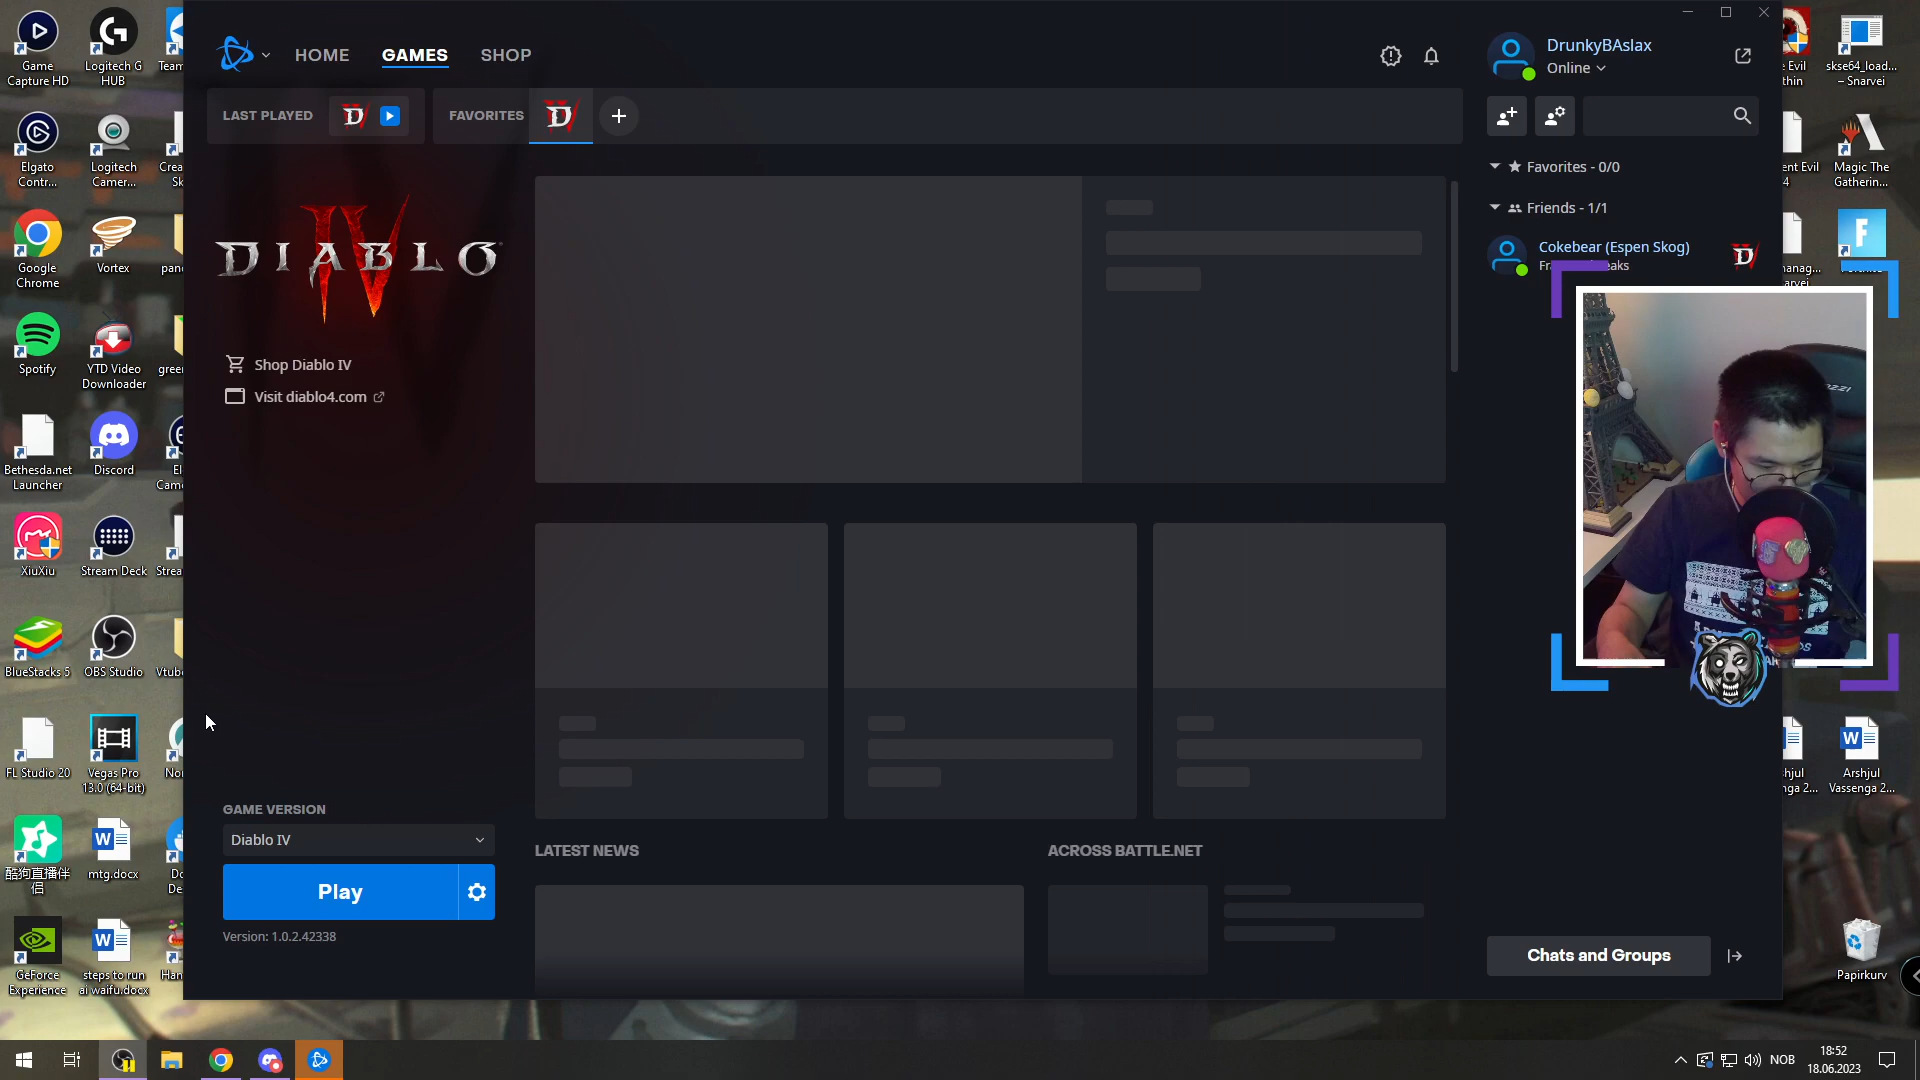 Game
Capture HD
Logitech G
HUB
Elgato
Contr...
Logitech
Camer...
Google
Chrome
Vortex
Spotify
YTD Video
Downloader
Bethesda.net
Launcher
Discord
XiuXiu
Stream Deck
BlueStacks 5
OBS Studio
FL Studio 20
Vegas Pro
13.0 (64-bit)
酷狗直播伴
侣
mtg.docx
GeForce
Experience
steps to run
ai waifu.docx
HOME
GAMES
SHOP
LAST PLAYED
FAVORITES
DIABLO
IV
Shop Diablo IV
Visit diablo4.com
GAME VERSION
Diablo IV
Play
Version: 1.0.2.42338
LATEST NEWS
ACROSS BATTLE.NET
DrunkyBAslax
Online
Favorites - 0/0
Friends - 1/1
Cokebear (Espen Skog)
Chats and Groups
skse64_load...
– Snarvei
Magic The
Gatherin...
Arshjul
Vassenga 2...
Papirkurv
NOB
18:52
18.06.2023